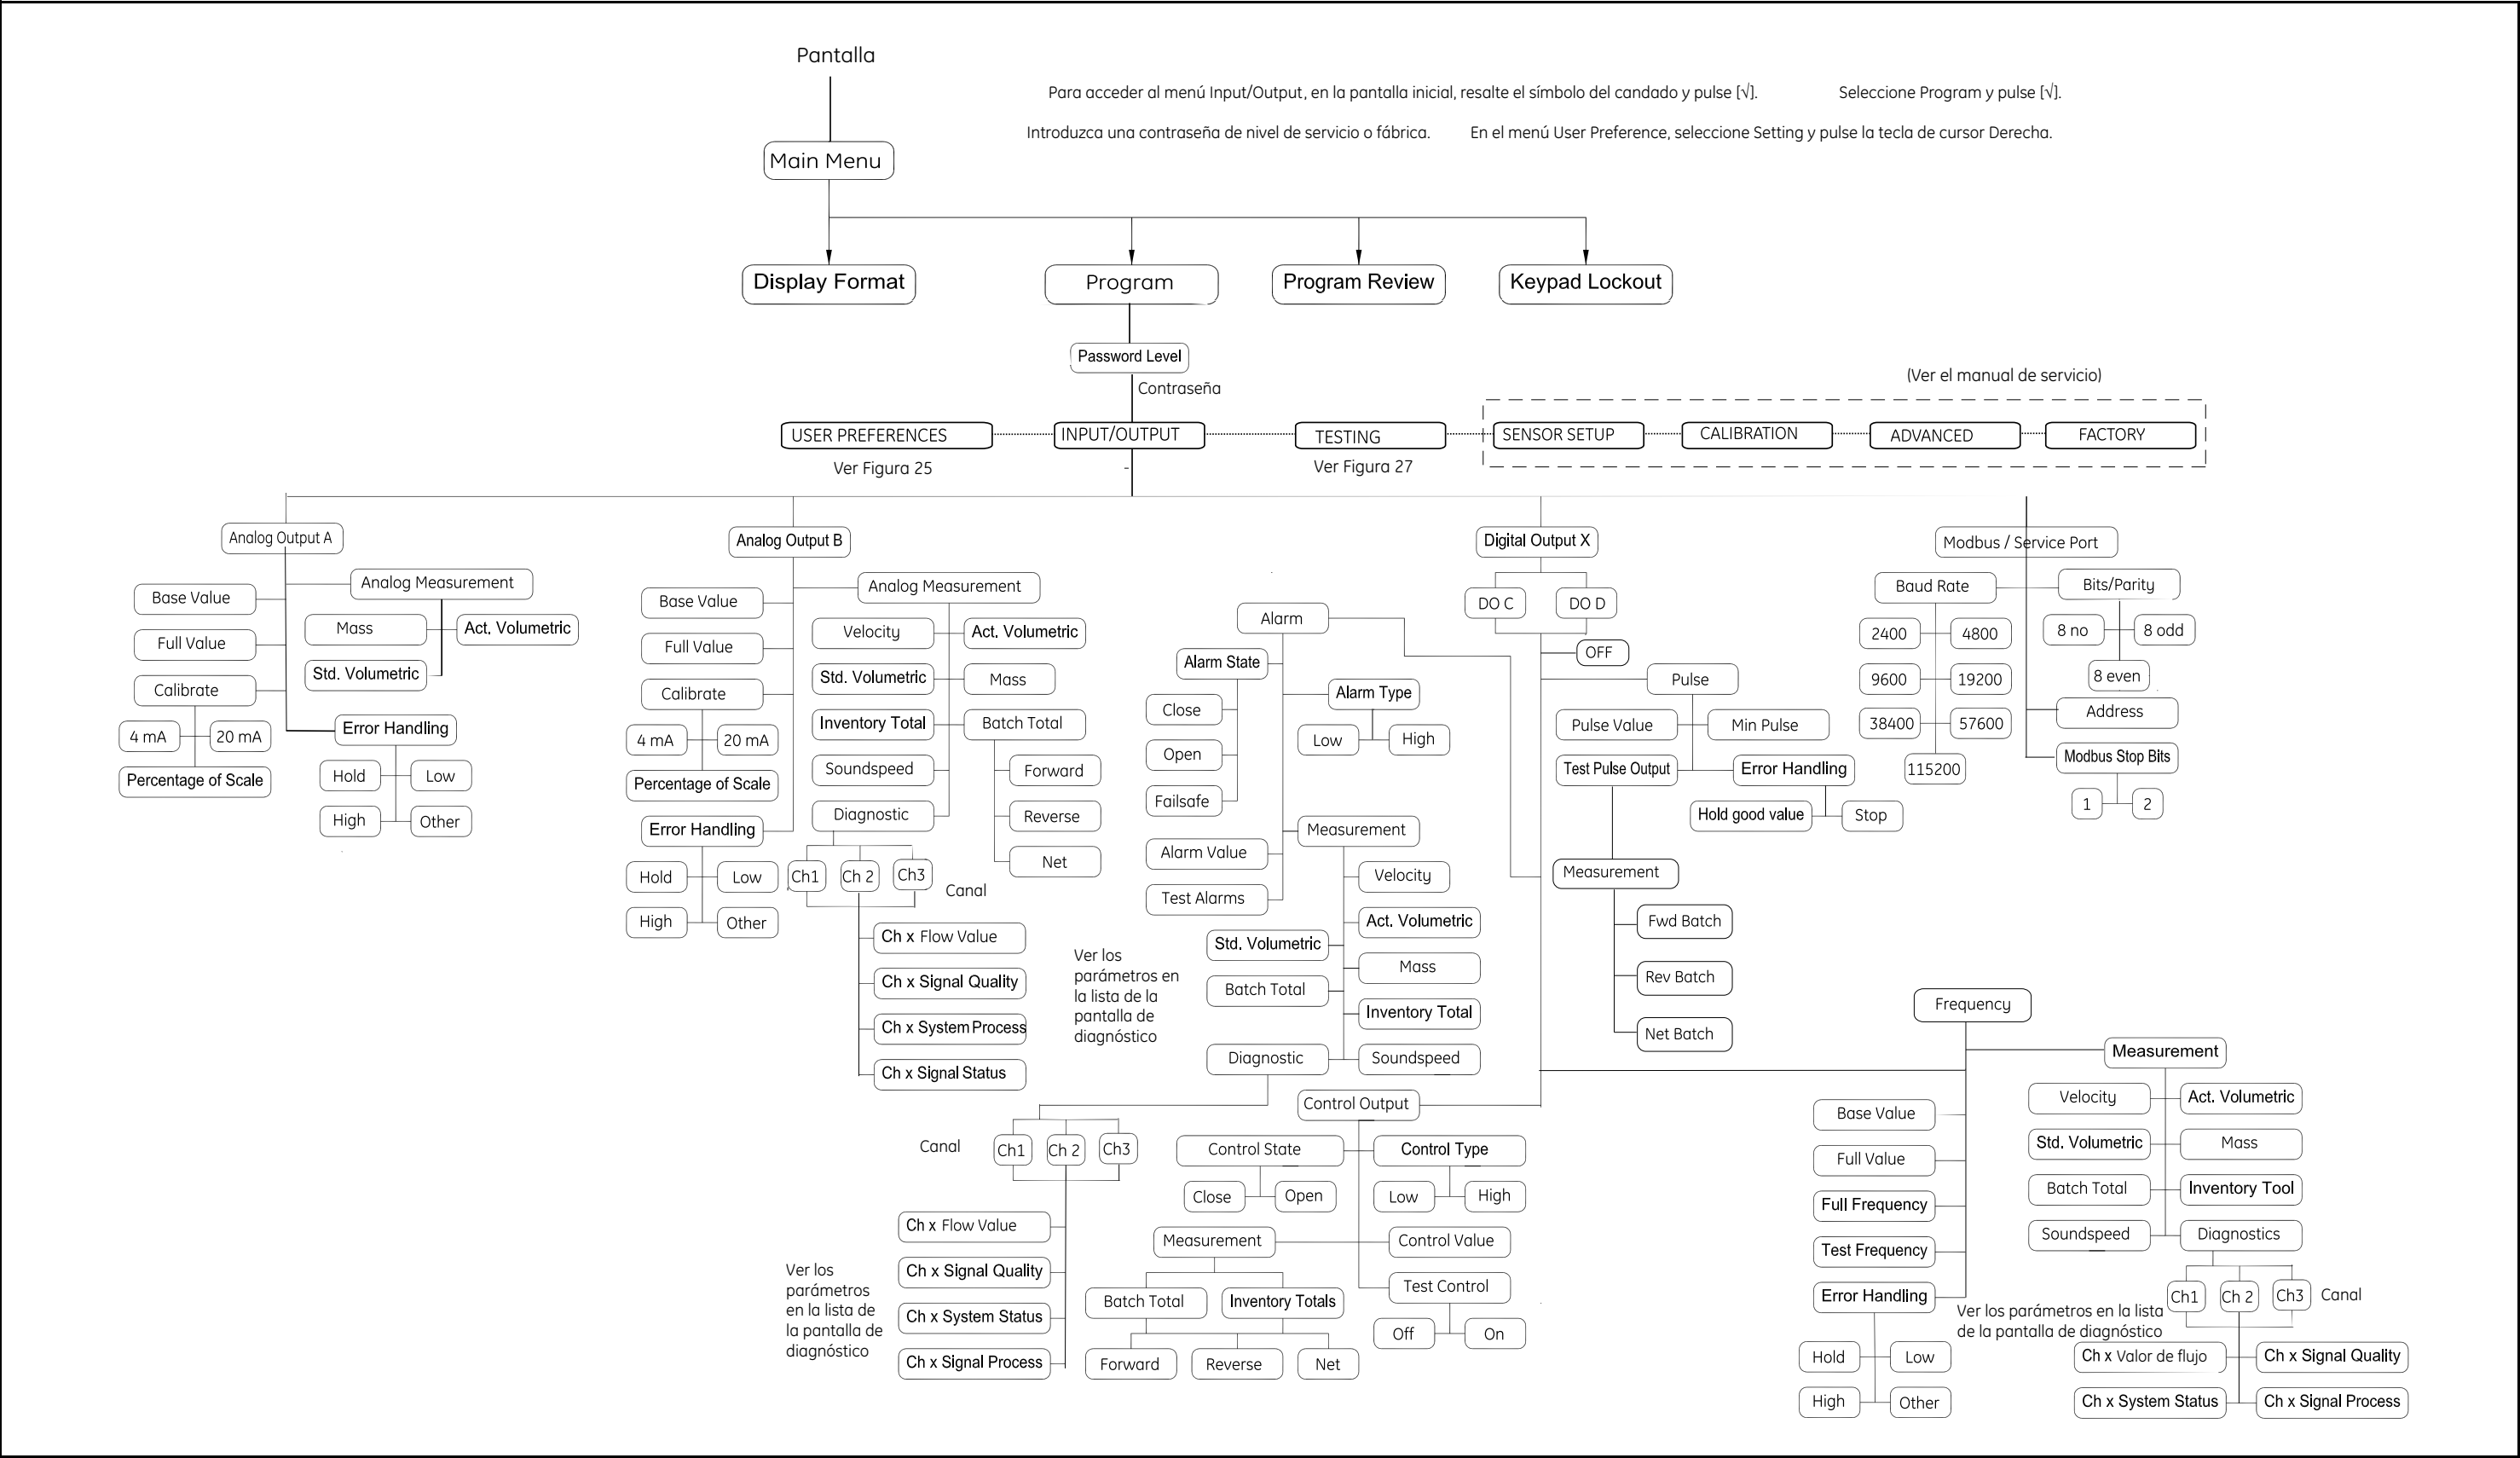 Pantalla
Para acceder al menú Input/Output, en la pantalla inicial, resalte el símbolo del candado y pulse [√]. Seleccione Program y pulse [√].
Introduzca una contraseña de nivel de servicio o fábrica. En el menú User Preference, seleccione Setting y pulse la tecla de cursor Derecha.
Main Menu
Display Format
Program
Program Review
Keypad Lockout
Password Level
Contraseña
(Ver el manual de servicio)
USER PREFERENCES
INPUT/OUTPUT
TESTING
SENSOR SETUP
CALIBRATION
ADVANCED
FACTORY
Ver Figura 25
-
Ver Figura 27
Analog Output A
Analog Measurement
Base Value
Mass
Act. Volumetric
Full Value
Std. Volumetric
Calibrate
4 mA
20 mA
Percentage of Scale
Error Handling
Hold
Low
High
Other
Analog Output B
Analog Measurement
Base Value
Velocity
Act. Volumetric
Full Value
Std. Volumetric
Mass
Calibrate
Inventory Total
Batch Total
4 mA
20 mA
Percentage of Scale
Soundspeed
Forward
Diagnostic
Reverse
Net
Error Handling
Hold
Low
High
Other
Ch1
Ch 2
Ch3
Canal
Ch x Flow Value
Ch x Signal Quality
Ch x System Process
Ch x Signal Status
Digital Output X
DO C
DO D
OFF
Alarm
Alarm State
Alarm Type
Close
Open
Failsafe
Low
High
Measurement
Alarm Value
Test Alarms
Velocity
Act. Volumetric
Std. Volumetric
Mass
Batch Total
Inventory Total
Diagnostic
Soundspeed
Ver los
parámetros en
la lista de la
pantalla de
diagnóstico
Canal
Ch1
Ch 2
Ch3
Ch x Flow Value
Ch x Signal Quality
Ch x System Status
Ch x Signal Process
Ver los
parámetros
en la lista de
la pantalla de
diagnóstico
Control Output
Control State
Control Type
Close
Open
Low
High
Measurement
Control Value
Test Control
Batch Total
Inventory Totals
Off
On
Forward
Reverse
Net
Pulse
Pulse Value
Min Pulse
Test Pulse Output
Error Handling
Hold good value
Stop
Measurement
Fwd Batch
Rev Batch
Net Batch
Modbus / Service Port
Baud Rate
Bits/Parity
2400
4800
8 no
8 odd
9600
19200
8 even
38400
57600
Address
115200
Modbus Stop Bits
1
2
Frequency
Measurement
Base Value
Velocity
Act. Volumetric
Full Value
Std. Volumetric
Mass
Full Frequency
Batch Total
Inventory Tool
Test Frequency
Soundspeed
Diagnostics
Error Handling
Ch1
Ch 2
Ch3
Canal
Ver los parámetros en la lista
de la pantalla de diagnóstico
Hold
Low
Ch x Valor de flujo
Ch x Signal Quality
High
Other
Ch x System Status
Ch x Signal Process